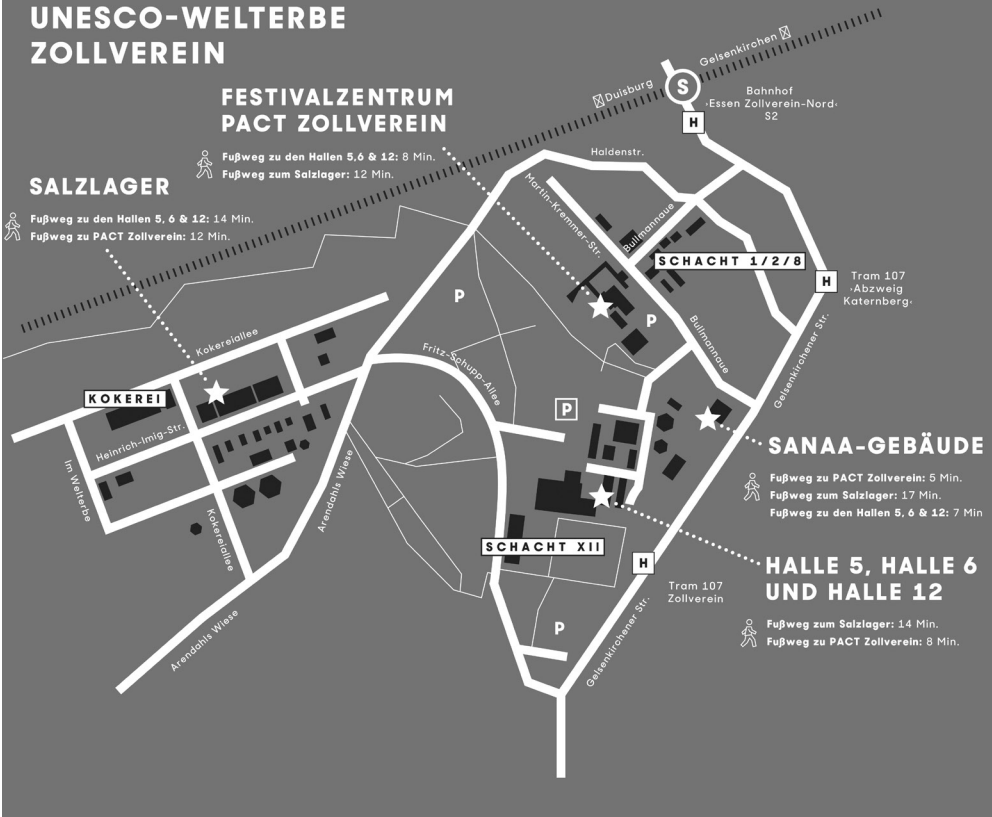 UNESCO-WELTERBE
ZOLLVEREIN
Gelsenkirchen
Duisburg
S
Bahnhof
›Essen Zollverein-Nord‹
S2
H
FESTIVALZENTRUM
PACT ZOLLVEREIN
Fußweg zu den Hallen 5,6 & 12: 8 Min.
Fußweg zum Salzlager: 12 Min.
SALZLAGER
Fußweg zu den Hallen 5, 6 & 12: 14 Min.
Fußweg zu PACT Zollverein: 12 Min.
Haldenstr.
Martin-Kremmer-Str.
Bullmannaue
SCHACHT 1/2/8
H
Tram 107
›Abzweig
Katernberg‹
P
P
Bullmannaue
Gelsenkirchener Str.
Kokereiallee
Fritz-Schupp-Allee
KOKEREI
P
Heinrich-Imig-Str.
Im Welterbe
Kokereiallee
Arendahls Wiese
SANAA-GEBÄUDE
Fußweg zu PACT Zollverein: 5 Min.
Fußweg zum Salzlager: 17 Min.
Fußweg zu den Hallen 5, 6 & 12: 7 Min
SCHACHT XII
H
Tram 107
Zollverein
HALLE 5, HALLE 6
UND HALLE 12
Fußweg zum Salzlager: 14 Min.
Fußweg zu PACT Zollverein: 8 Min.
P
Gelsenkirchener Str.
Arendahls Wiese